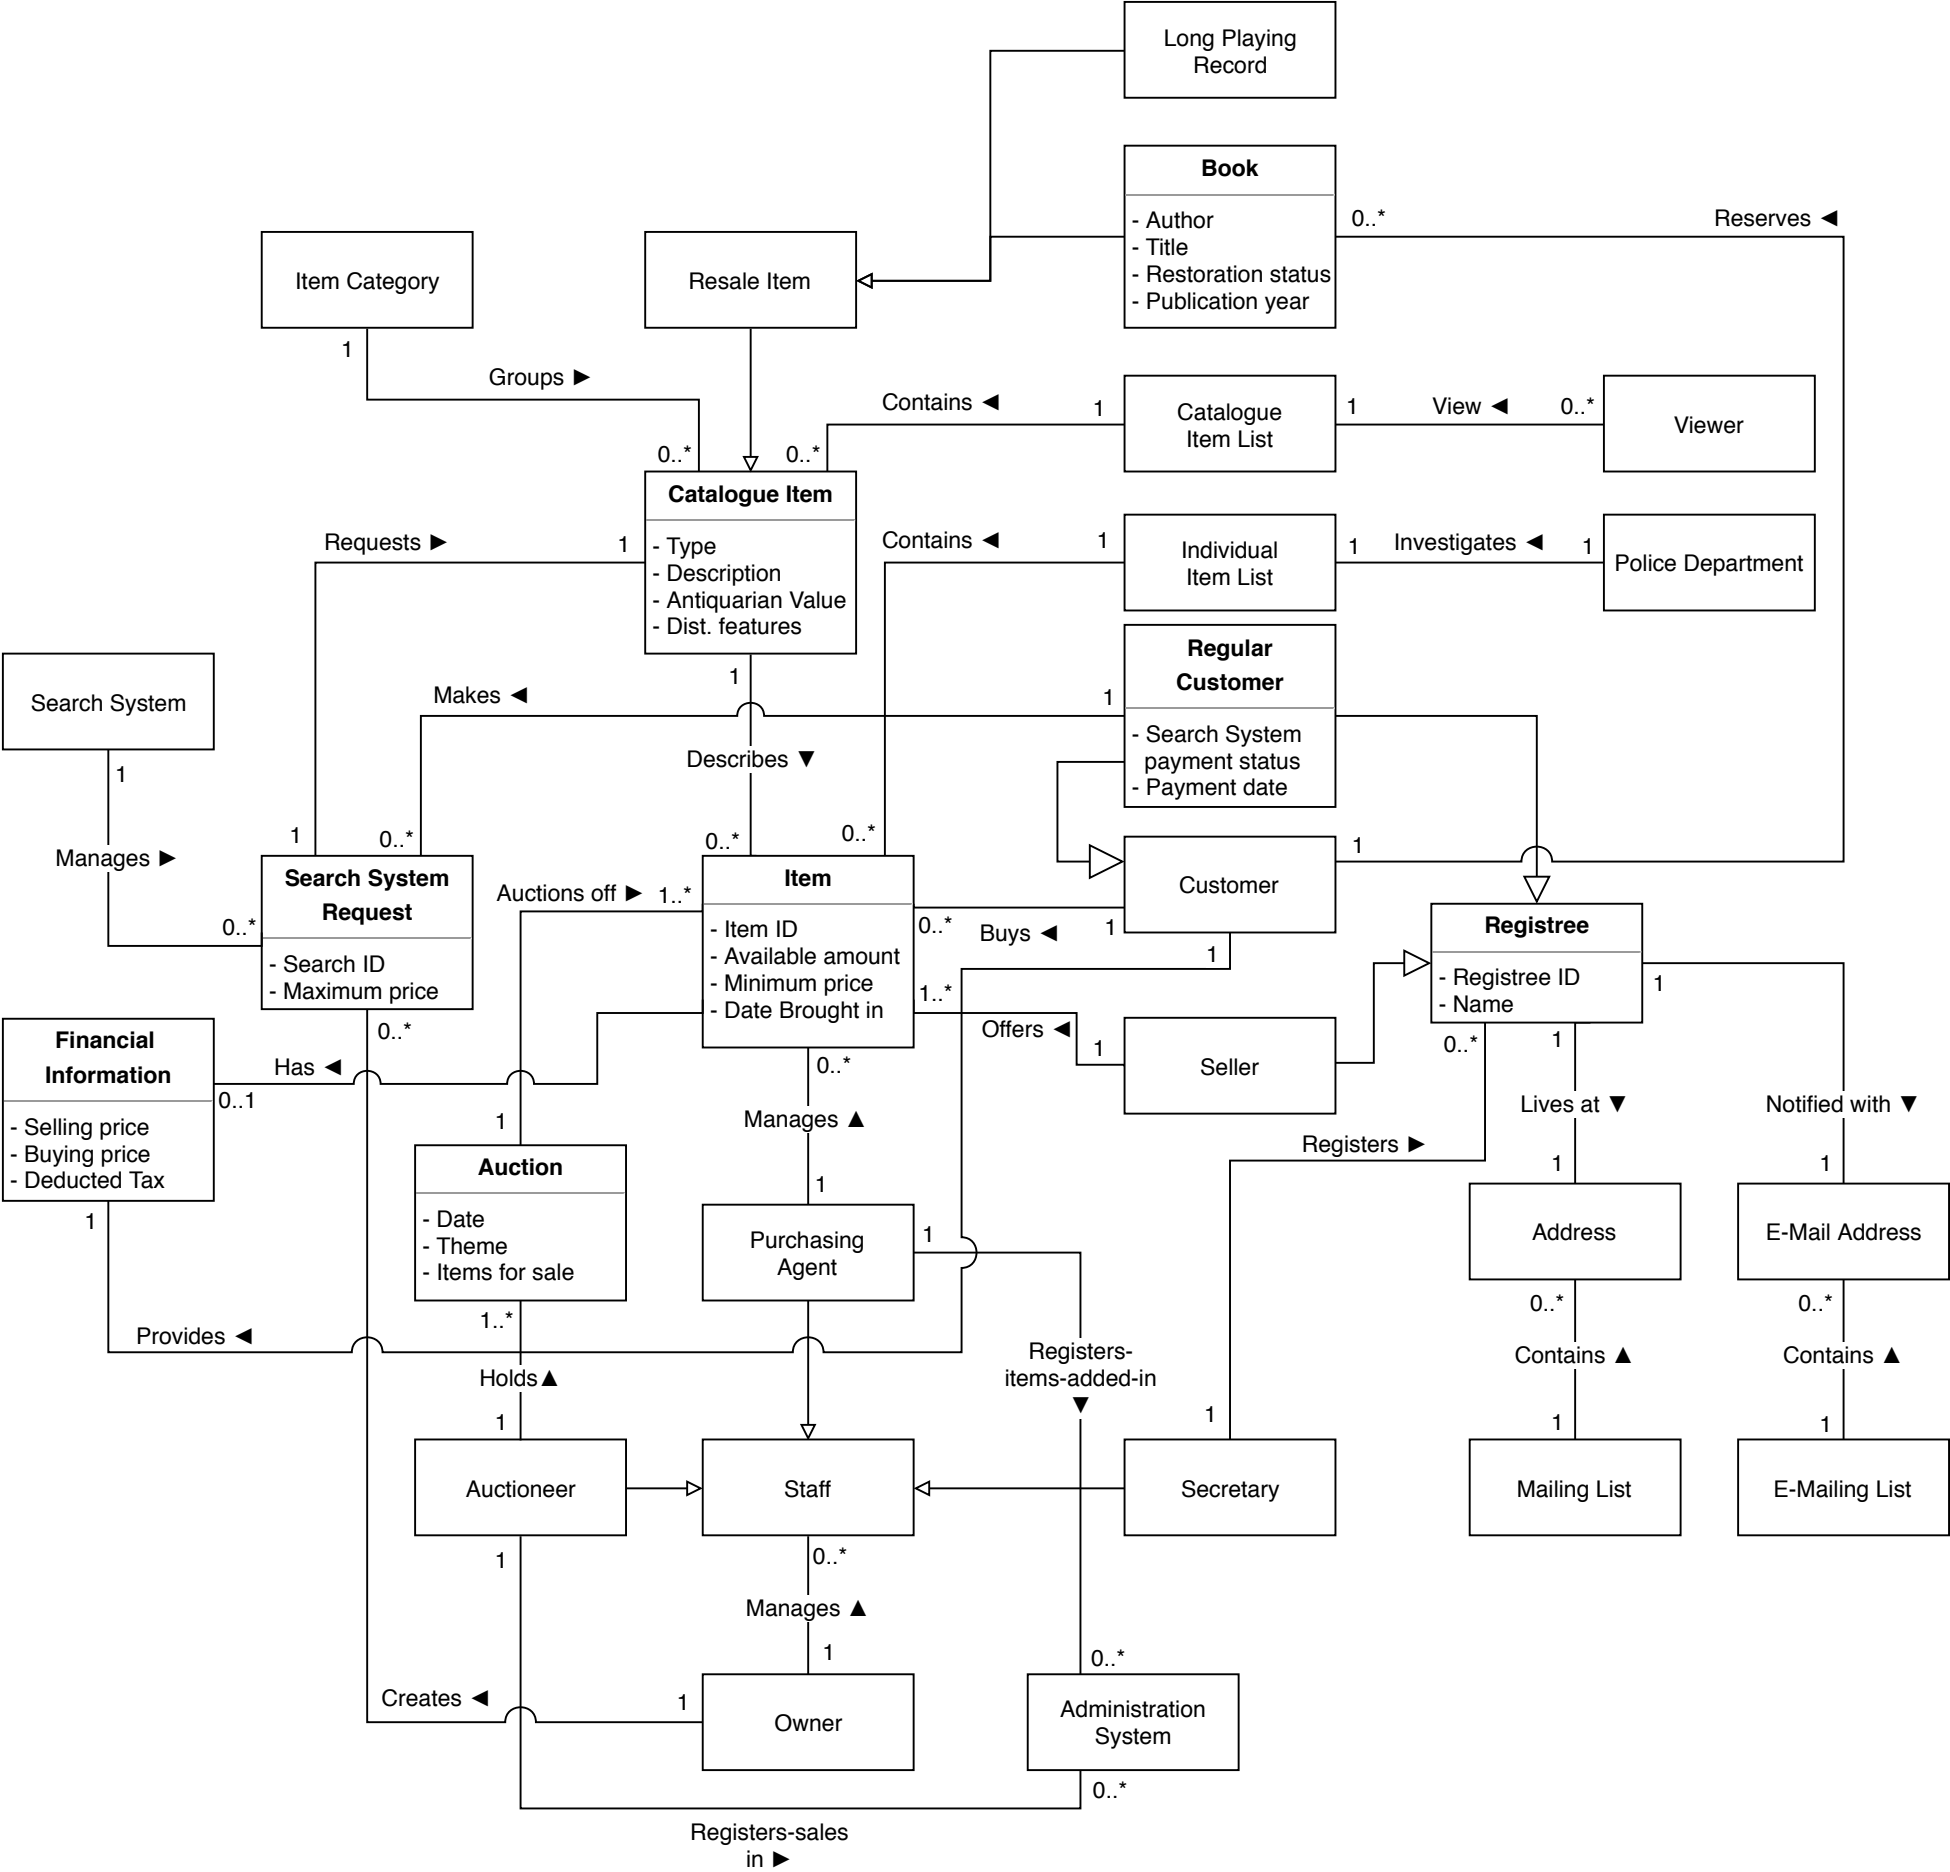 Long Playing
Record
Book
- Author
- Title
- Restoration status
- Publication year
0..*
Reserves ◄
Item Category
Resale Item
1
Groups ►
Contains ◄
1
Catalogue
Item List
1
View ◄
0..*
Viewer
0..*
0..*
Catalogue Item
- Type
- Description
- Antiquarian Value
- Dist. features
Requests ►
1
Contains ◄
1
Individual
Item List
1
Investigates ◄
1
Police Department
Regular
Customer
- Search System
payment status
- Payment date
Search System
1
Makes ◄
1
Describes ▼
1
Manages ►
1
0..*
0..*
0..*
Customer
1
Search System
Request
- Search ID
- Maximum price
0..*
Auctions off ►
1..*
Item
- Item ID
- Available amount
- Minimum price
- Date Brought in
0..*
Buys ◄
1
1
Registree
- Registree ID
- Name
1
1..*
Offers ◄
1
Seller
0..*
Financial
Information
- Selling price
- Buying price
- Deducted Tax
Has ◄
0..1
0..*
0..*
1
Lives at ▼
Notified with ▼
1
Manages ▲
Registers ►
1
1
Auction
- Date
- Theme
- Items for sale
1
Purchasing
Agent
1
Address
E-Mail Address
1
1..*
Provides ◄
Registers-
items-added-in
▼
0..*
0..*
Contains ▲
Contains ▲
Holds▲
1
1
1
1
Auctioneer
Staff
Secretary
Mailing List
E-Mailing List
1
0..*
Manages ▲
1
0..*
Creates ◄
1
Owner
Administration
System
0..*
Registers-sales
in ►